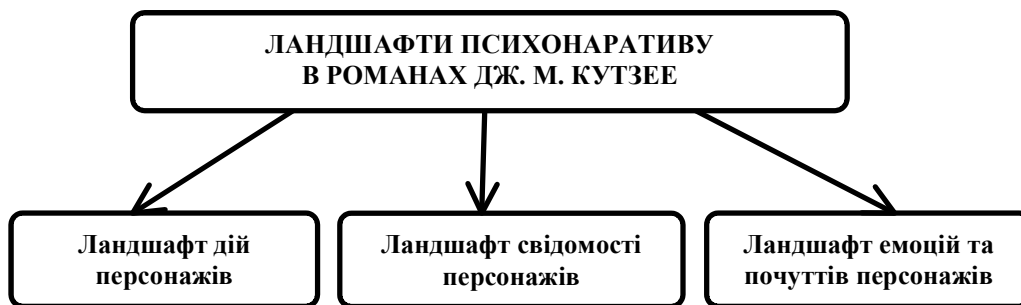 ЛАНДШАФТИ ПСИХОНАРАТИВУ
В РОМАНАХ ДЖ. М. КУТЗЕЕ
Ландшафт дій
персонажів
Ландшафт свідомості
персонажів
Ландшафт емоцій та
почуттів персонажів